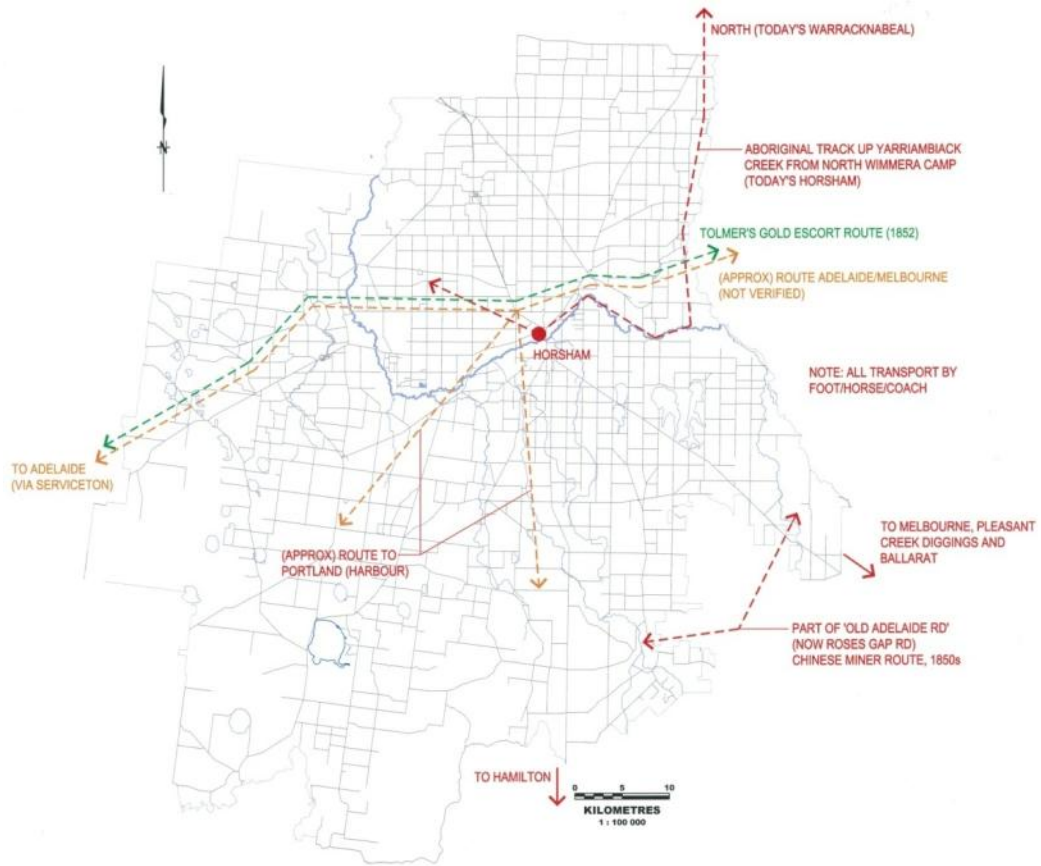 NORTH (TODAY'S WARRACKNABEAL)
N
ABORIGINAL TRACK UP YARRIAMBIACK
CREEK FROM NORTH WIMMERA CAMP
(TODAY'S HORSHAM)
TOLMER'S GOLD ESCORT ROUTE (1852)
(APPROX) ROUTE ADELAIDE/MELBOURNE
(NOT VERIFIED)
HORSHAM
NOTE: ALL TRANSPORT BY
FOOT/HORSE/COACH
TO ADELAIDE
(VIA SERVICETON)
(APPROX) ROUTE TO
PORTLAND (HARBOUR)
TO MELBOURNE, PLEASANT
CREEK DIGGINGS AND
BALLARAT
PART OF 'OLD ADELAIDE RD'
(NOW ROSES GAP RD)
CHINESE MINER ROUTE, 1850s
TO HAMILTON
0 5 10
KILOMETRES
1 : 100 000